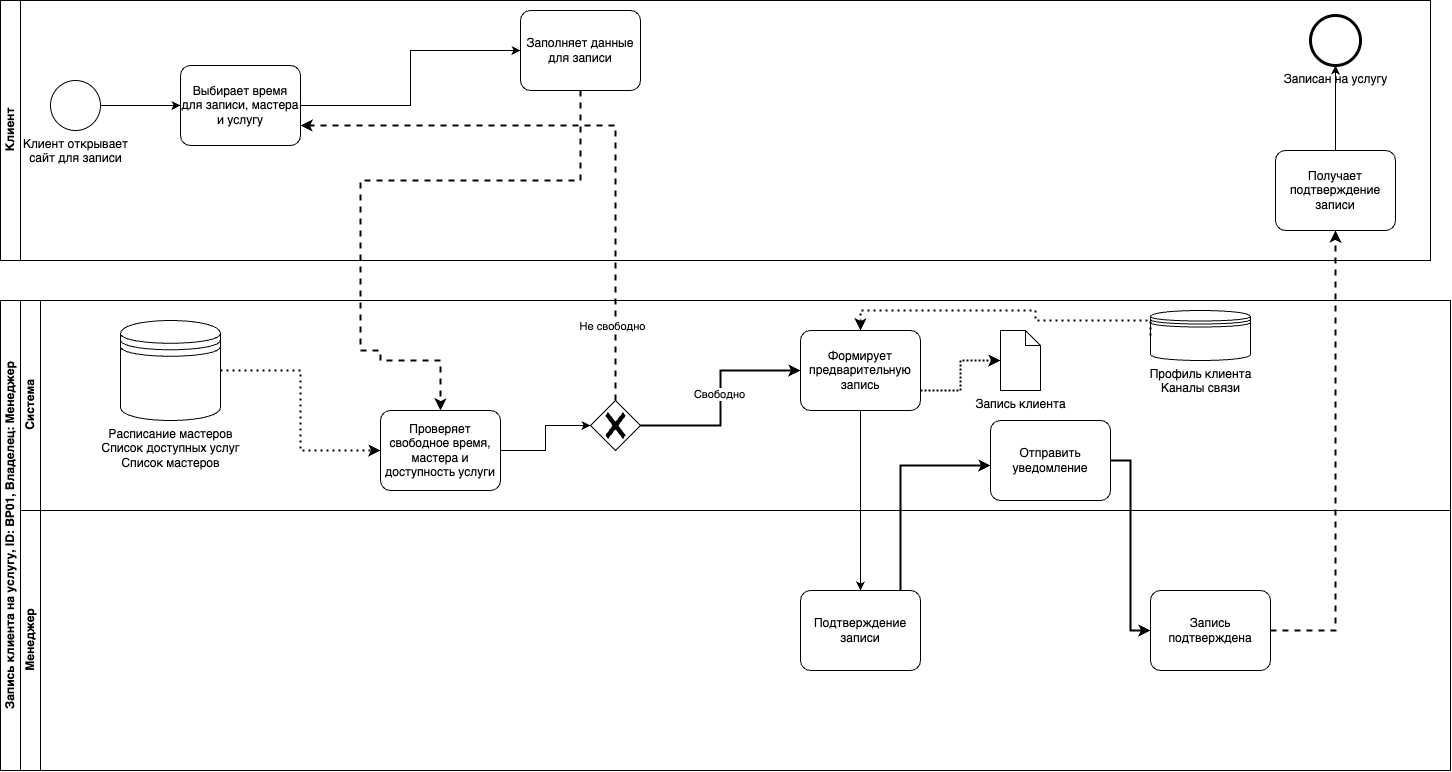 Клиент
Клиент открывает
сайт для записи
Выбирает время
для записи, мастера
и услугу
Заполняет данные
для записи
Записан на услугу
Получает
подтверждение
записи
Запись клиента на услугу, ID: BP01, Владелец: Менеджер
Система
Расписание мастеров
Список доступных услуг
Список мастеров
Проверяет
свободное время,
мастера и
доступность услуги
Не свободно
Свободно
Формирует
предварительную
запись
Запись клиента
Профиль клиента
Каналы связи
Отправить
уведомление
Менеджер
Подтверждение
записи
Запись
подтверждена